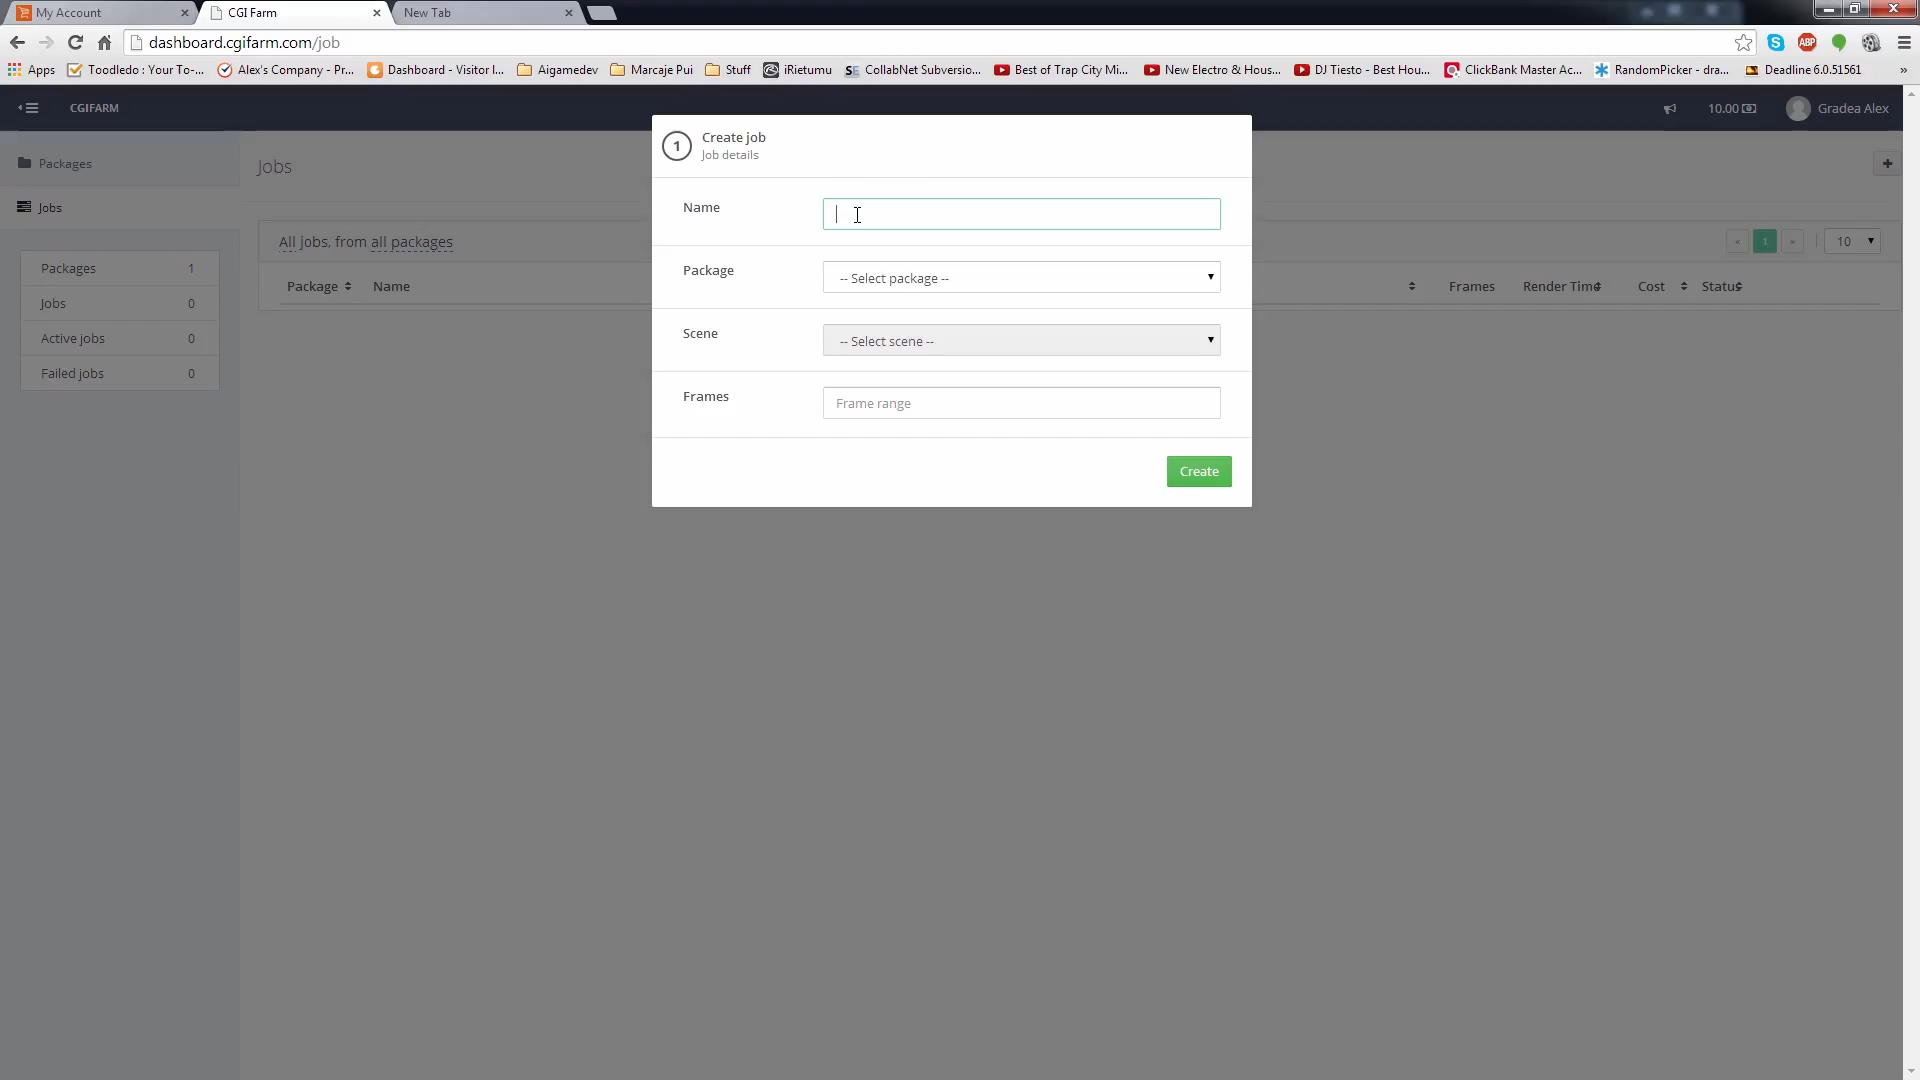 My Account
CGI Farm
New Tab
dashboard.cgifarm.com/job
Apps
Toodledo : Your To-...
Alex's Company - Pr...
Dashboard - Visitor I...
Aigamedev
Marcaje Pui
Stuff
iRietumu
CollabNet Subversio...
Best of Trap City Mi...
New Electro & Hous...
DJ Tiesto - Best Hou...
ClickBank Master Ac...
RandomPicker - dra...
Deadline 6.0.51561
CGIFARM
10.00
Gradea Alex
Packages
Jobs
Packages 1
Jobs 0
Active jobs 0
Failed jobs 0
Jobs
All jobs, from all packages
« 1 » 10
Package Name Frames Render Time Cost Status
1
Create job
Job details
Name
Package -- Select package --
Scene -- Select scene --
Frames Frame range
Create